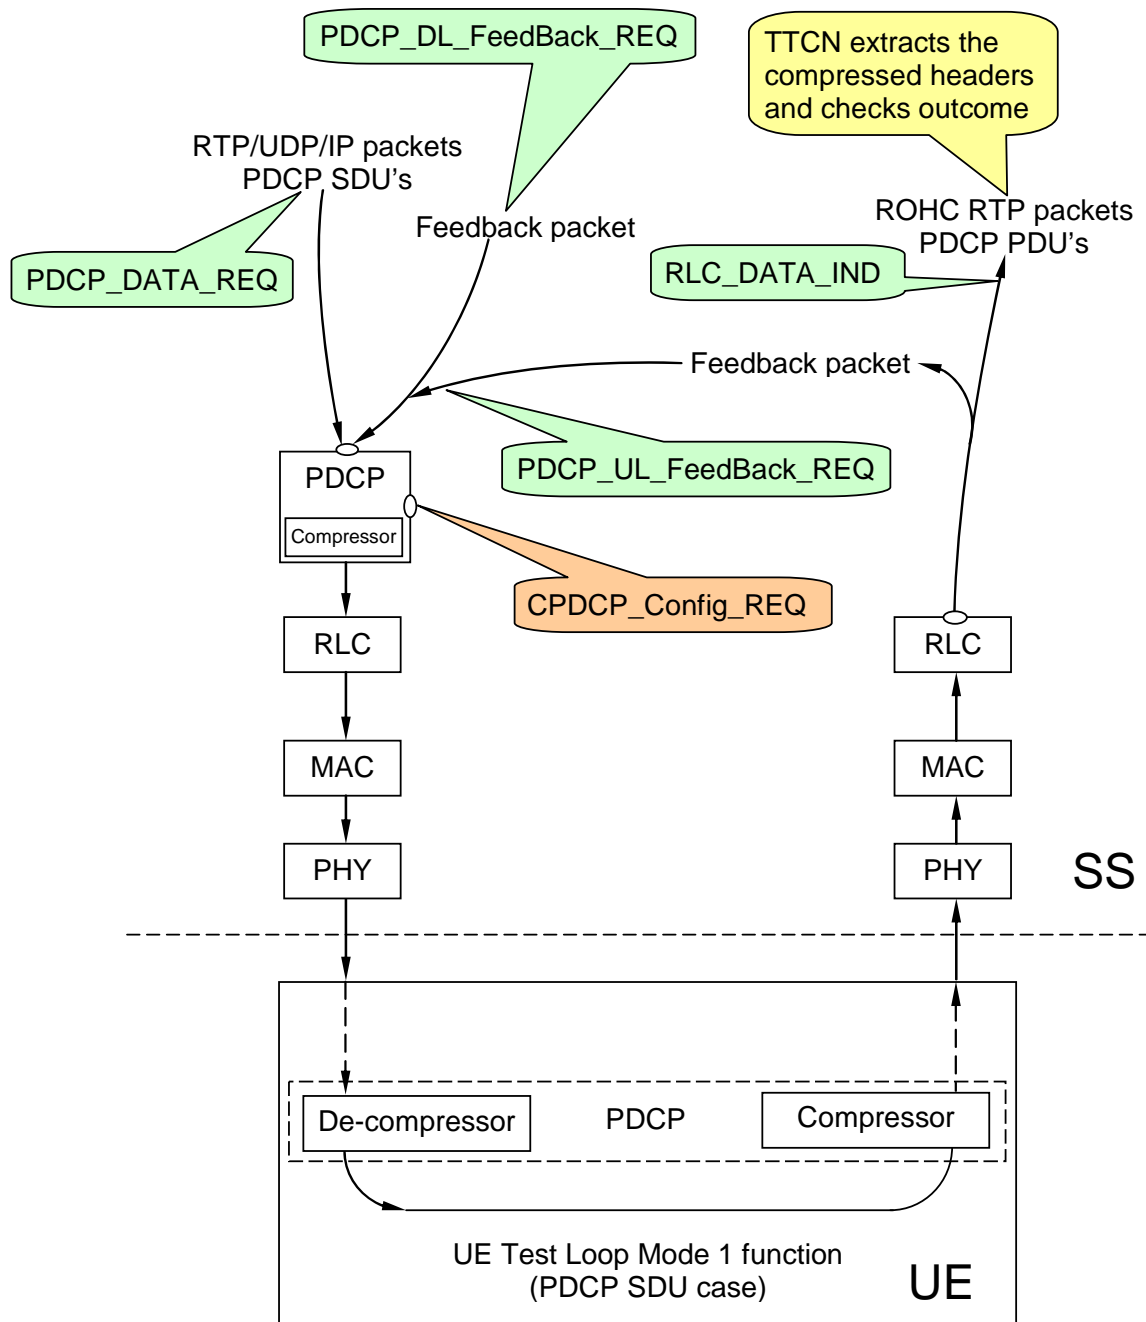 PDCP_DL_FeedBack_REQ
TTCN extracts the
compressed headers
and checks outcome
RTP/UDP/IP packets
PDCP SDU's
Feedback packet
ROHC RTP packets
PDCP PDU's
PDCP_DATA_REQ
RLC_DATA_IND
Feedback packet
PDCP
PDCP_UL_FeedBack_REQ
Compressor
CPDCP_Config_REQ
RLC
RLC
MAC
MAC
PHY
PHY
SS
De-compressor
PDCP
Compressor
UE Test Loop Mode 1 function
(PDCP SDU case)
UE